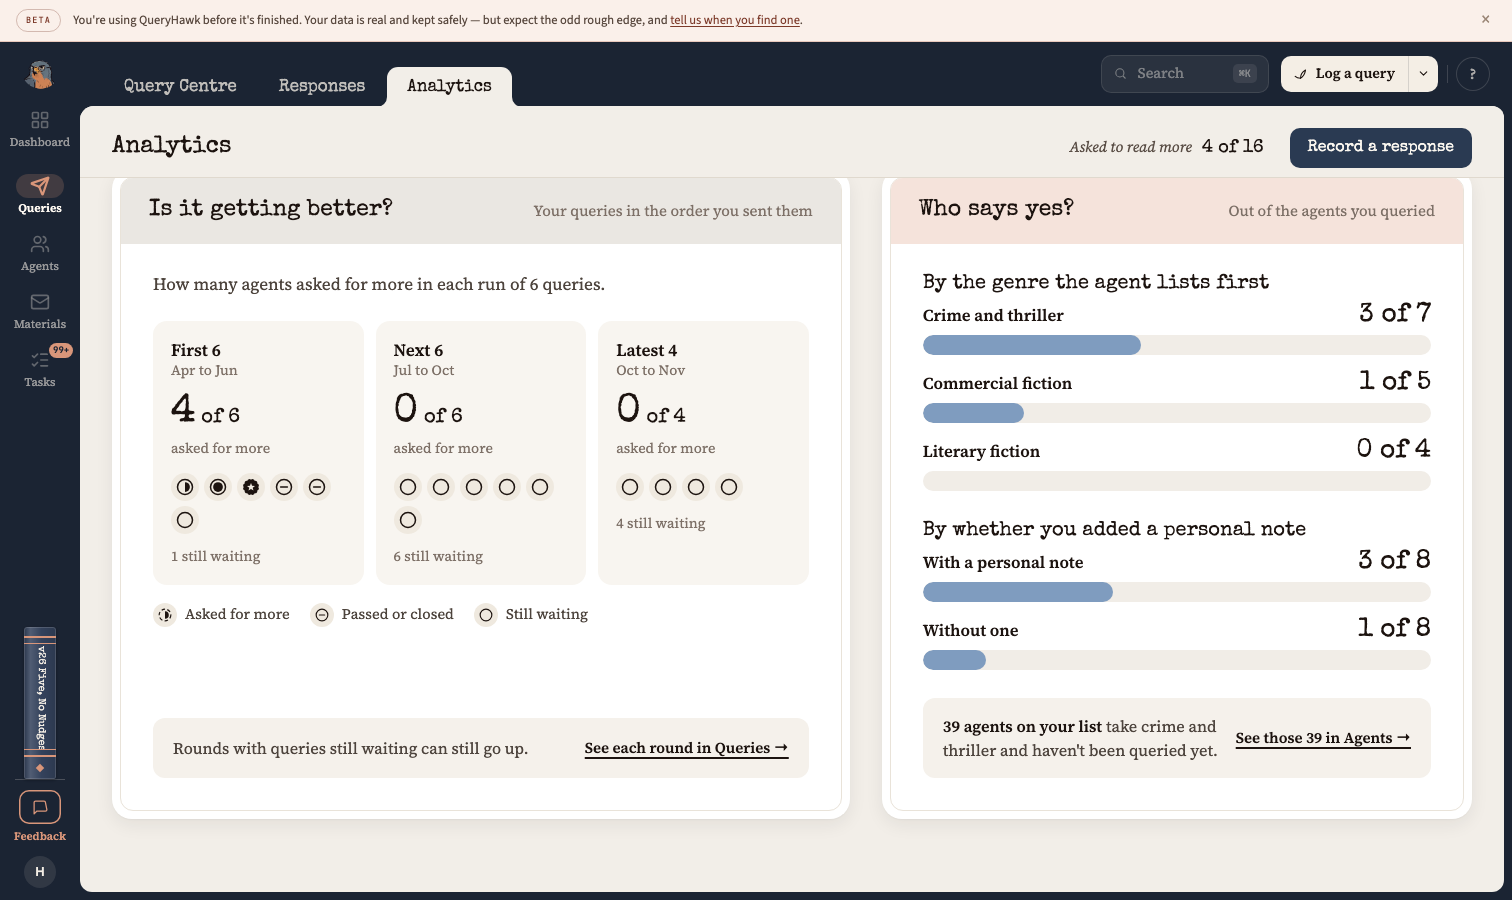 BETA
You're using QueryHawk before it's finished. Your data is real and kept safely — but expect the odd rough edge, and tell us when you find one.
×
Query Centre
Responses
Analytics
Search
⌘K
Log a query
?
Dashboard
Queries
Agents
Materials
99+
Tasks
v26 Five, No Nudges
Feedback
H
Analytics
Asked to read more 4 of 16
Record a response
Is it getting better?
Your queries in the order you sent them
How many agents asked for more in each run of 6 queries.
First 6
Apr to Jun
4 of 6
asked for more
1 still waiting
Next 6
Jul to Oct
0 of 6
asked for more
6 still waiting
Latest 4
Oct to Nov
0 of 4
asked for more
4 still waiting
Asked for more
Passed or closed
Still waiting
Rounds with queries still waiting can still go up.
See each round in Queries →
Who says yes?
Out of the agents you queried
By the genre the agent lists first
Crime and thriller
3 of 7
Commercial fiction
1 of 5
Literary fiction
0 of 4
By whether you added a personal note
With a personal note
3 of 8
Without one
1 of 8
39 agents on your list take crime and
thriller and haven't been queried yet.
See those 39 in Agents →